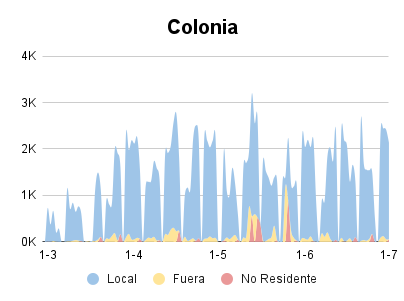 Colonia
4K
3K
2K
1K
0K
1-3 1-4 1-5 1-6 1-7
Local Fuera No Residente